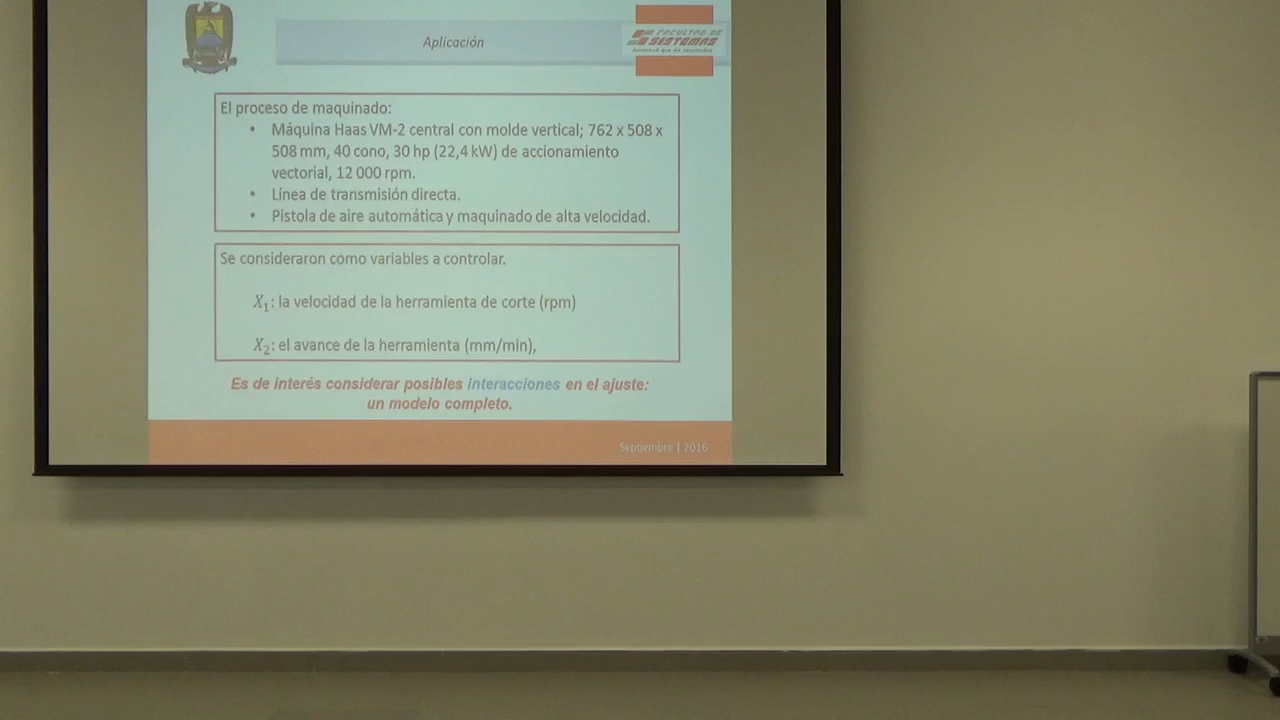 Aplicación
FACULTAD DE
SISTEMAS
El proceso de maquinado:
• Máquina Haas VM-2 central con molde vertical; 762 x 508 x
508 mm, 40 cono, 30 hp (22,4 kW) de accionamiento
vectorial, 12 000 rpm.
• Línea de transmisión directa.
• Pistola de aire automática y maquinado de alta velocidad.
Se consideraron como variables a controlar.
X₁: la velocidad de la herramienta de corte (rpm)
X₂: el avance de la herramienta (mm/min),
Es de interés considerar posibles interacciones en el ajuste:
un modelo completo.
Septiembre | 2016